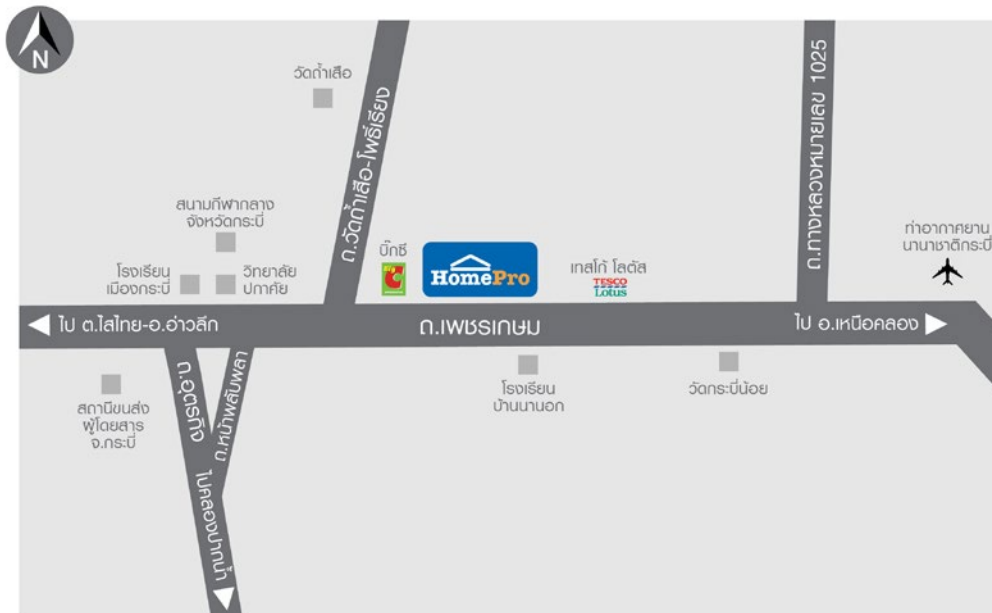 N
วัดถ้ำเสือ
ถ.วัดถ้ำเสือ-โพธิ์เรียง
ถ.ทางหลวงหมายเลข 1025
สนามกีฬากลาง
จังหวัดกระบี่
โรงเรียน
เมืองกระบี่
วิทยาลัย
ปกาศัย
บิ๊กซี
Big
C
HomePro
เทสโก้ โลตัส
TESCO
Lotus
ท่าอากาศยาน
นานาชาติกระบี่
ไป ต.ไสไทย-อ.อ่าวลึก
ถ.เพชรเกษม
ไป อ.เหนือคลอง
สถานีขนส่ง
ผู้โดยสาร
จ.กระบี่
ถ.อุตรกิจ
ถ.หน้าพลับพลา
ไปคลองปากน้ำ
โรงเรียน
บ้านนานอก
วัดกระบี่น้อย